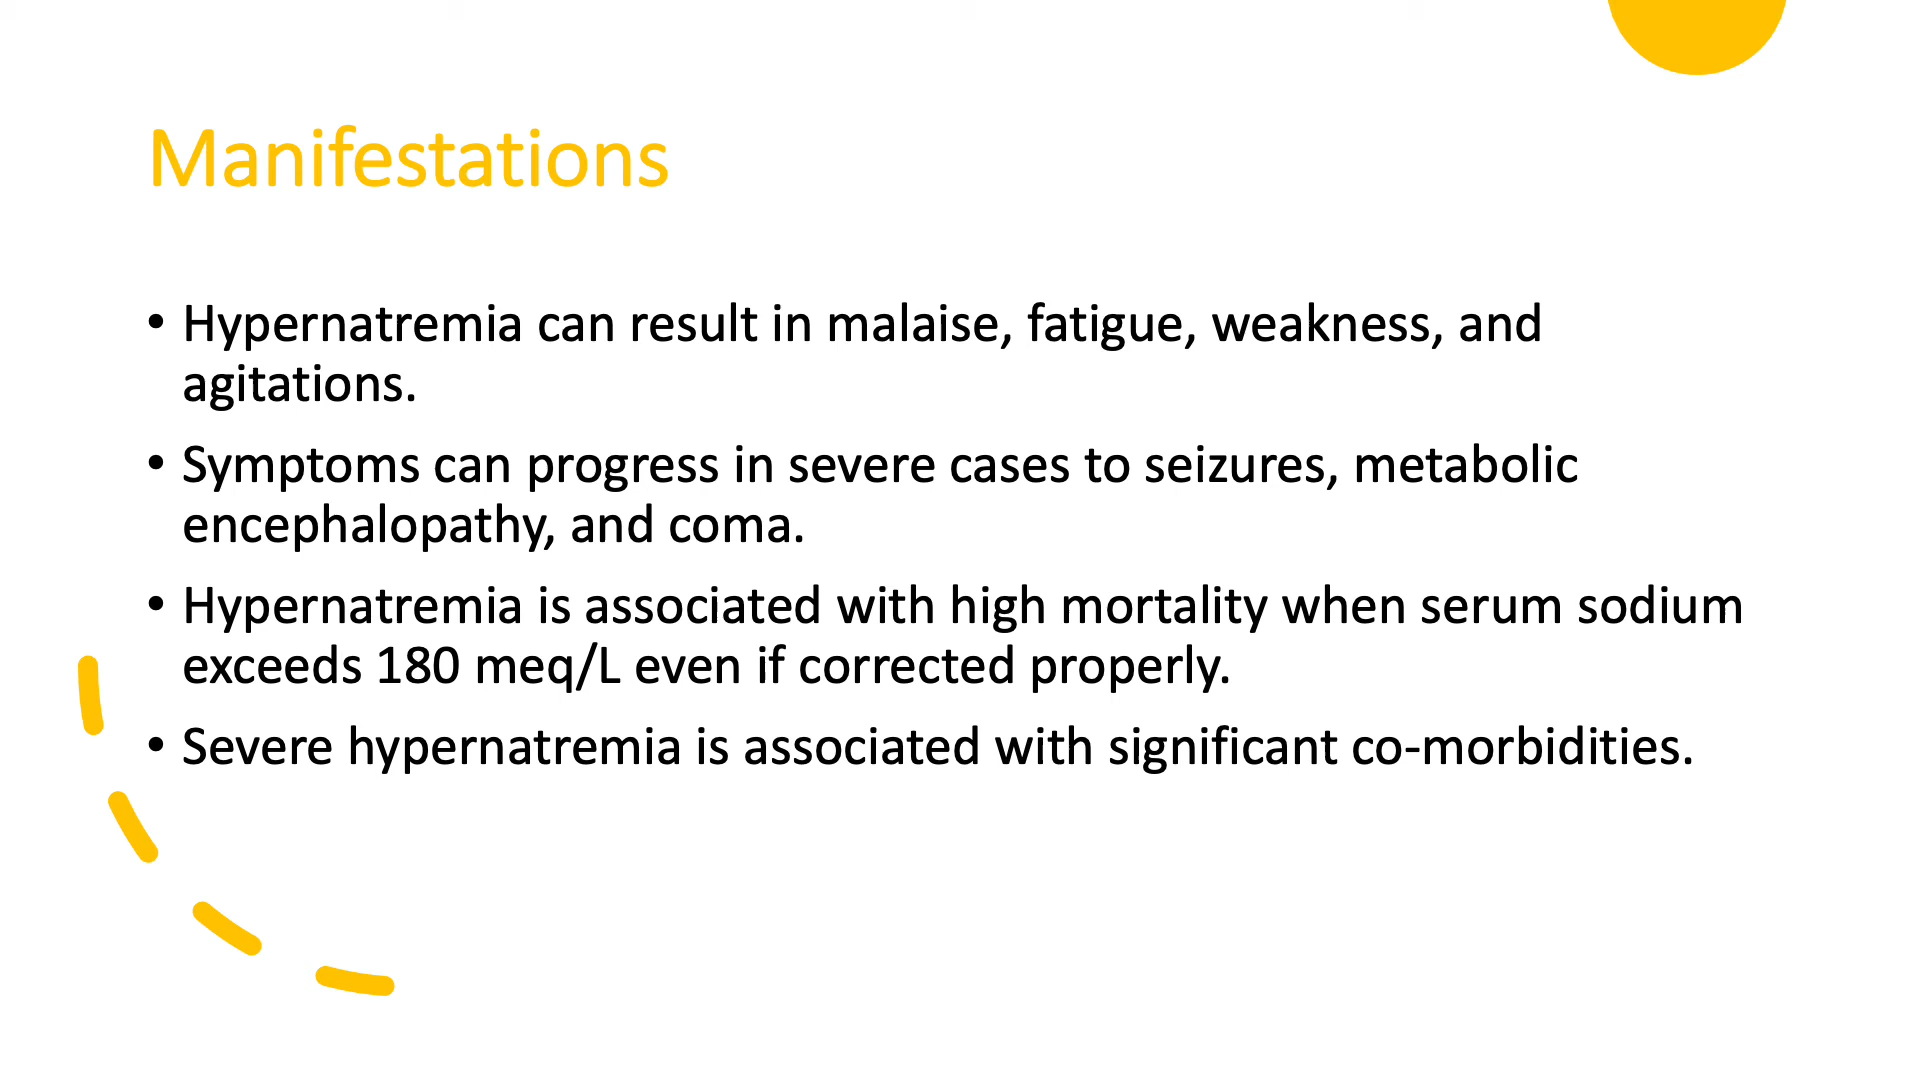 Manifestations
• Hypernatremia can result in malaise, fatigue, weakness, and
agitations.
• Symptoms can progress in severe cases to seizures, metabolic
encephalopathy, and coma.
• Hypernatremia is associated with high mortality when serum sodium
exceeds 180 meq/L even if corrected properly.
• Severe hypernatremia is associated with significant co-morbidities.